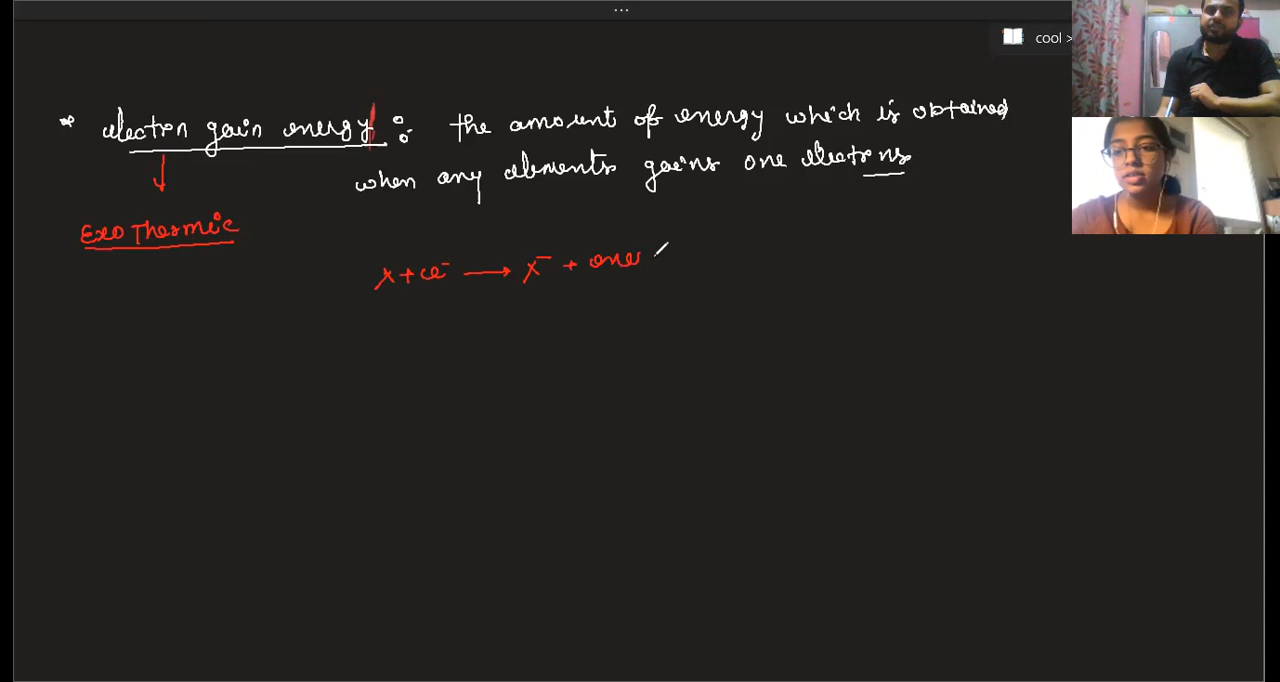 ...
cool >
* electron gain energy : the amount of energy which is obtained
when any elements gains one electrons
Exo Thermic
x + e⁻ → x⁻ + ener